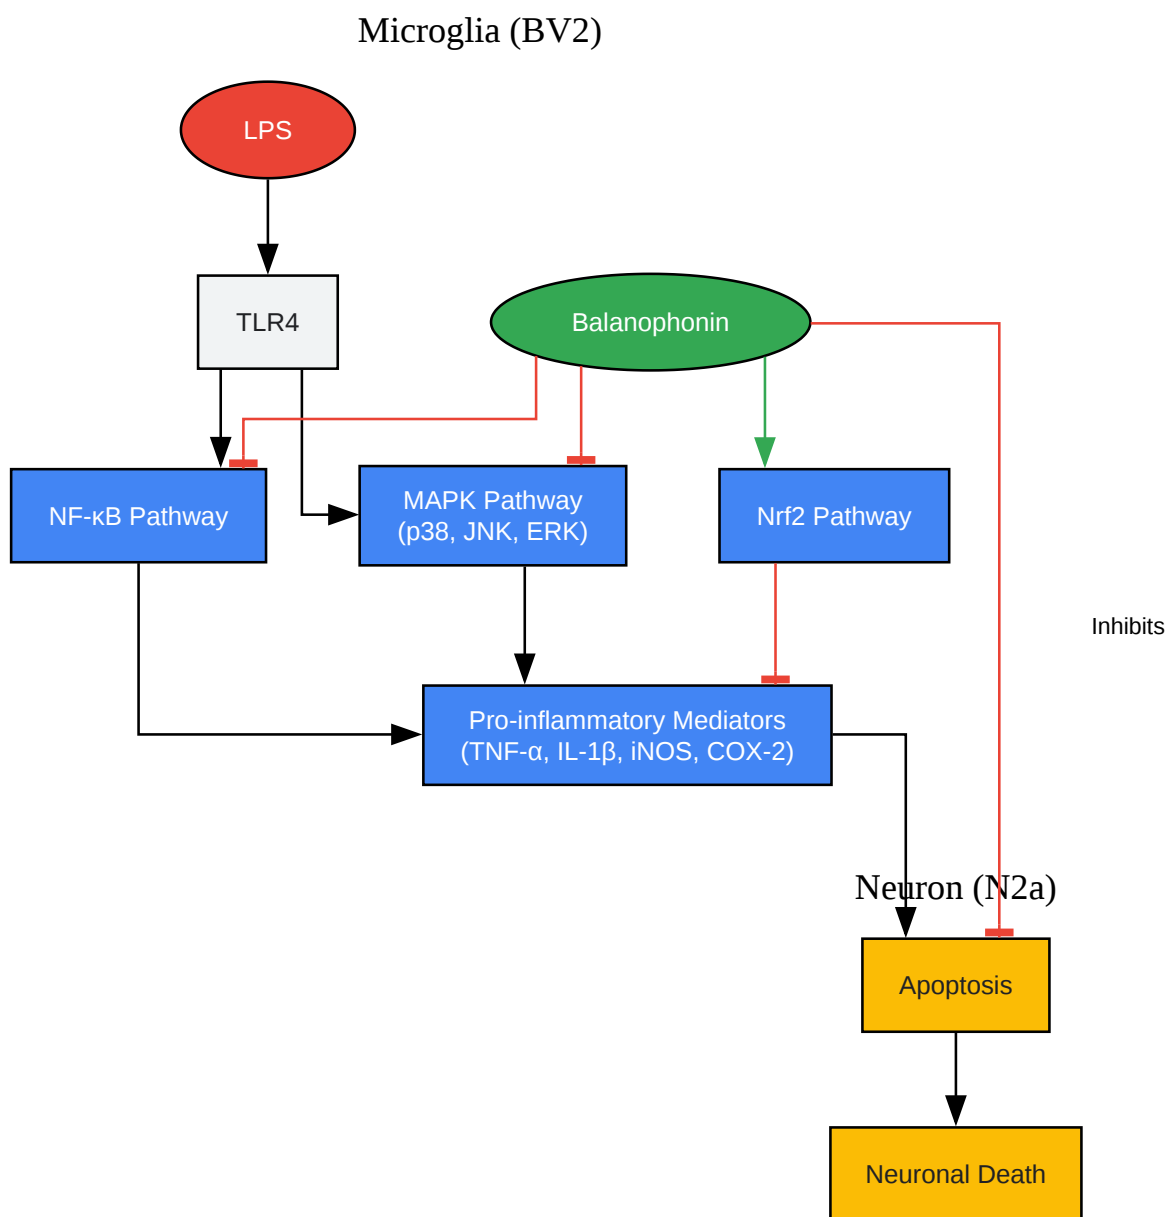 Microglia (BV2)
LPS
TLR4
Balanophonin
NF-κB Pathway
MAPK Pathway
(p38, JNK, ERK)
Nrf2 Pathway
Inhibits
Pro-inflammatory Mediators
(TNF-α, IL-1β, iNOS, COX-2)
Neuron (N2a)
Apoptosis
Neuronal Death